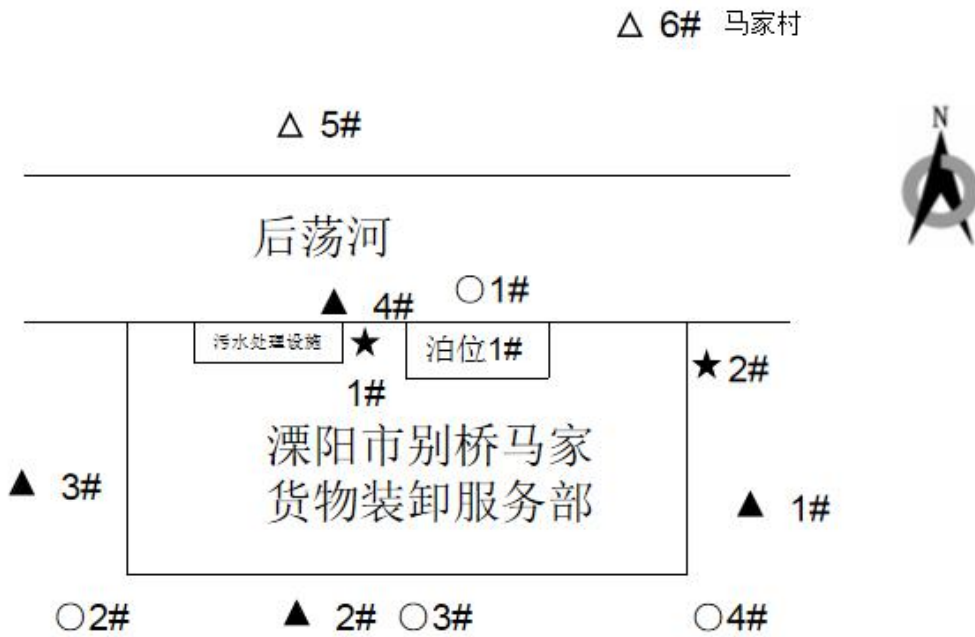 △ 6# 马家村
△ 5#
N
后荡河
▲ 4# ○1#
污水处理设施 ★ 泊位1# ★2#
1#
溧阳市别桥马家
货物装卸服务部
▲ 3#
▲ 1#
○2# ▲ 2# ○3# ○4#